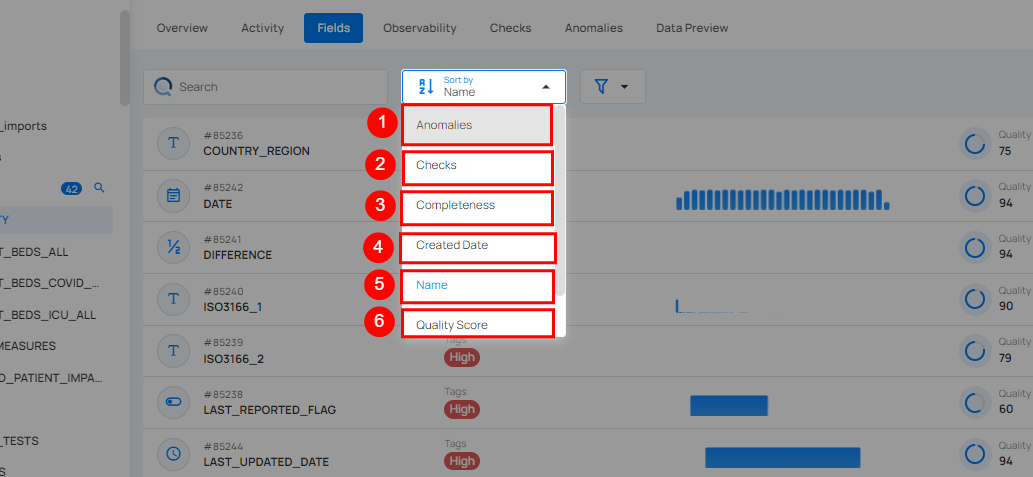 Overview Activity Fields Observability Checks Anomalies Data Preview
Search
Sort by
Name
1 Anomalies
2 Checks
3 Completeness
4 Created Date
5 Name
6 Quality Score
_imports
42
T_BEDS_ALL
T_BEDS_COVID_...
T_BEDS_ICU_ALL
MEASURES
D_PATIENT_IMPA...
_TESTS
#85236
COUNTRY_REGION
Quality
75
#85242
DATE
Quality
94
#85241
DIFFERENCE
Quality
94
#85240
ISO3166_1
Quality
90
#85239
ISO3166_2
Tags
High
Quality
79
#85238
LAST_REPORTED_FLAG
Tags
High
Quality
60
#85244
LAST_UPDATED_DATE
Tags
High
Quality
94